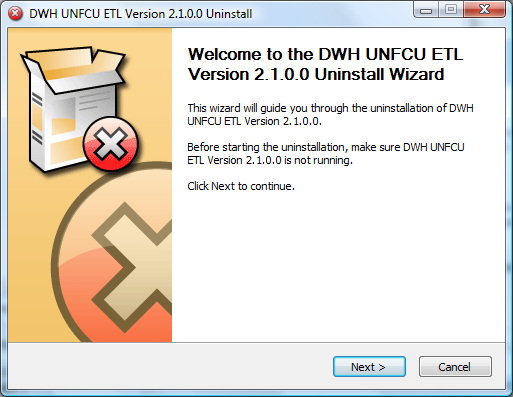 DWH UNFCU ETL Version 2.1.0.0 Uninstall
Welcome to the DWH UNFCU ETL
Version 2.1.0.0 Uninstall Wizard
This wizard will guide you through the uninstallation of DWH
UNFCU ETL Version 2.1.0.0.
Before starting the uninstallation, make sure DWH UNFCU
ETL Version 2.1.0.0 is not running.
Click Next to continue.
Next >
Cancel